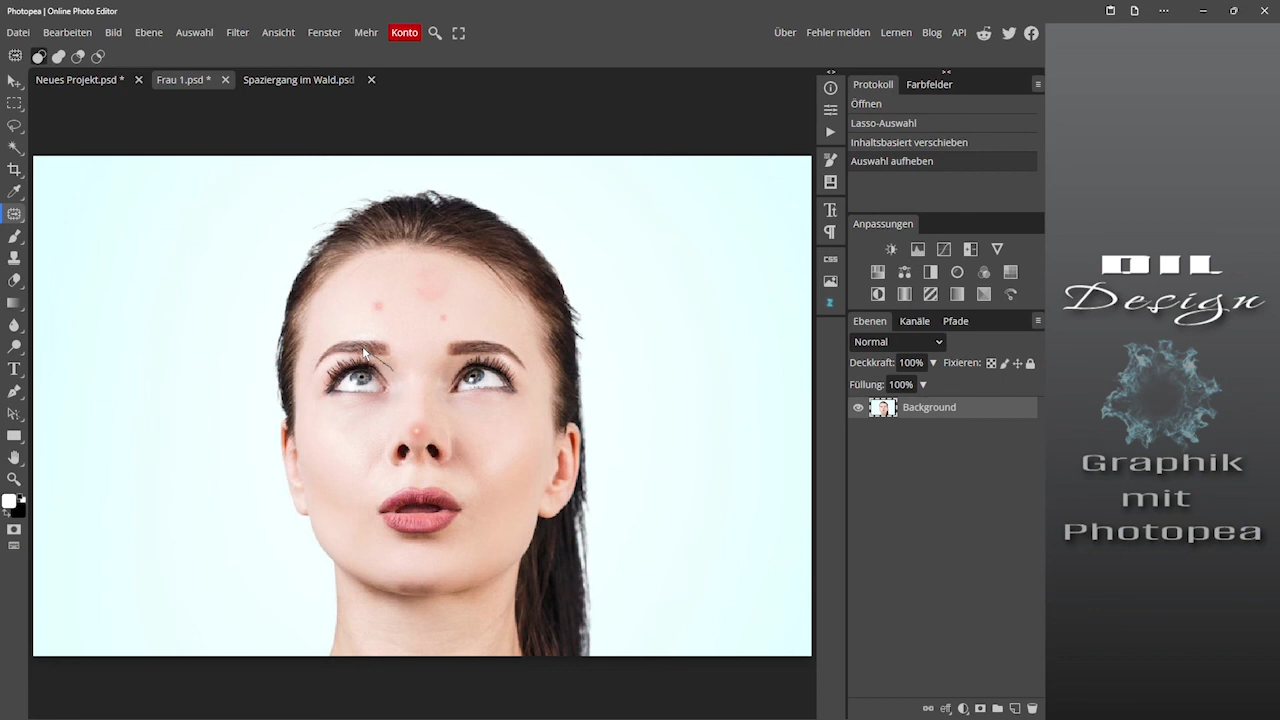 Photopea | Online Photo Editor
Datei Bearbeiten Bild Ebene Auswahl Filter Ansicht Fenster Mehr Konto Über Fehler melden Lernen Blog API
Neues Projekt.psd * Frau 1.psd * Spaziergang im Wald.psd
Protokoll Farbfelder
Öffnen
Lasso-Auswahl
Inhaltsbasiert verschieben
Auswahl aufheben
CSS
Anpassungen
Ebenen Kanäle Pfade
Normal
Deckkraft: 100% Fixieren:
Füllung: 100%
Background
OIL
Design
Graphik
mit
Photopea